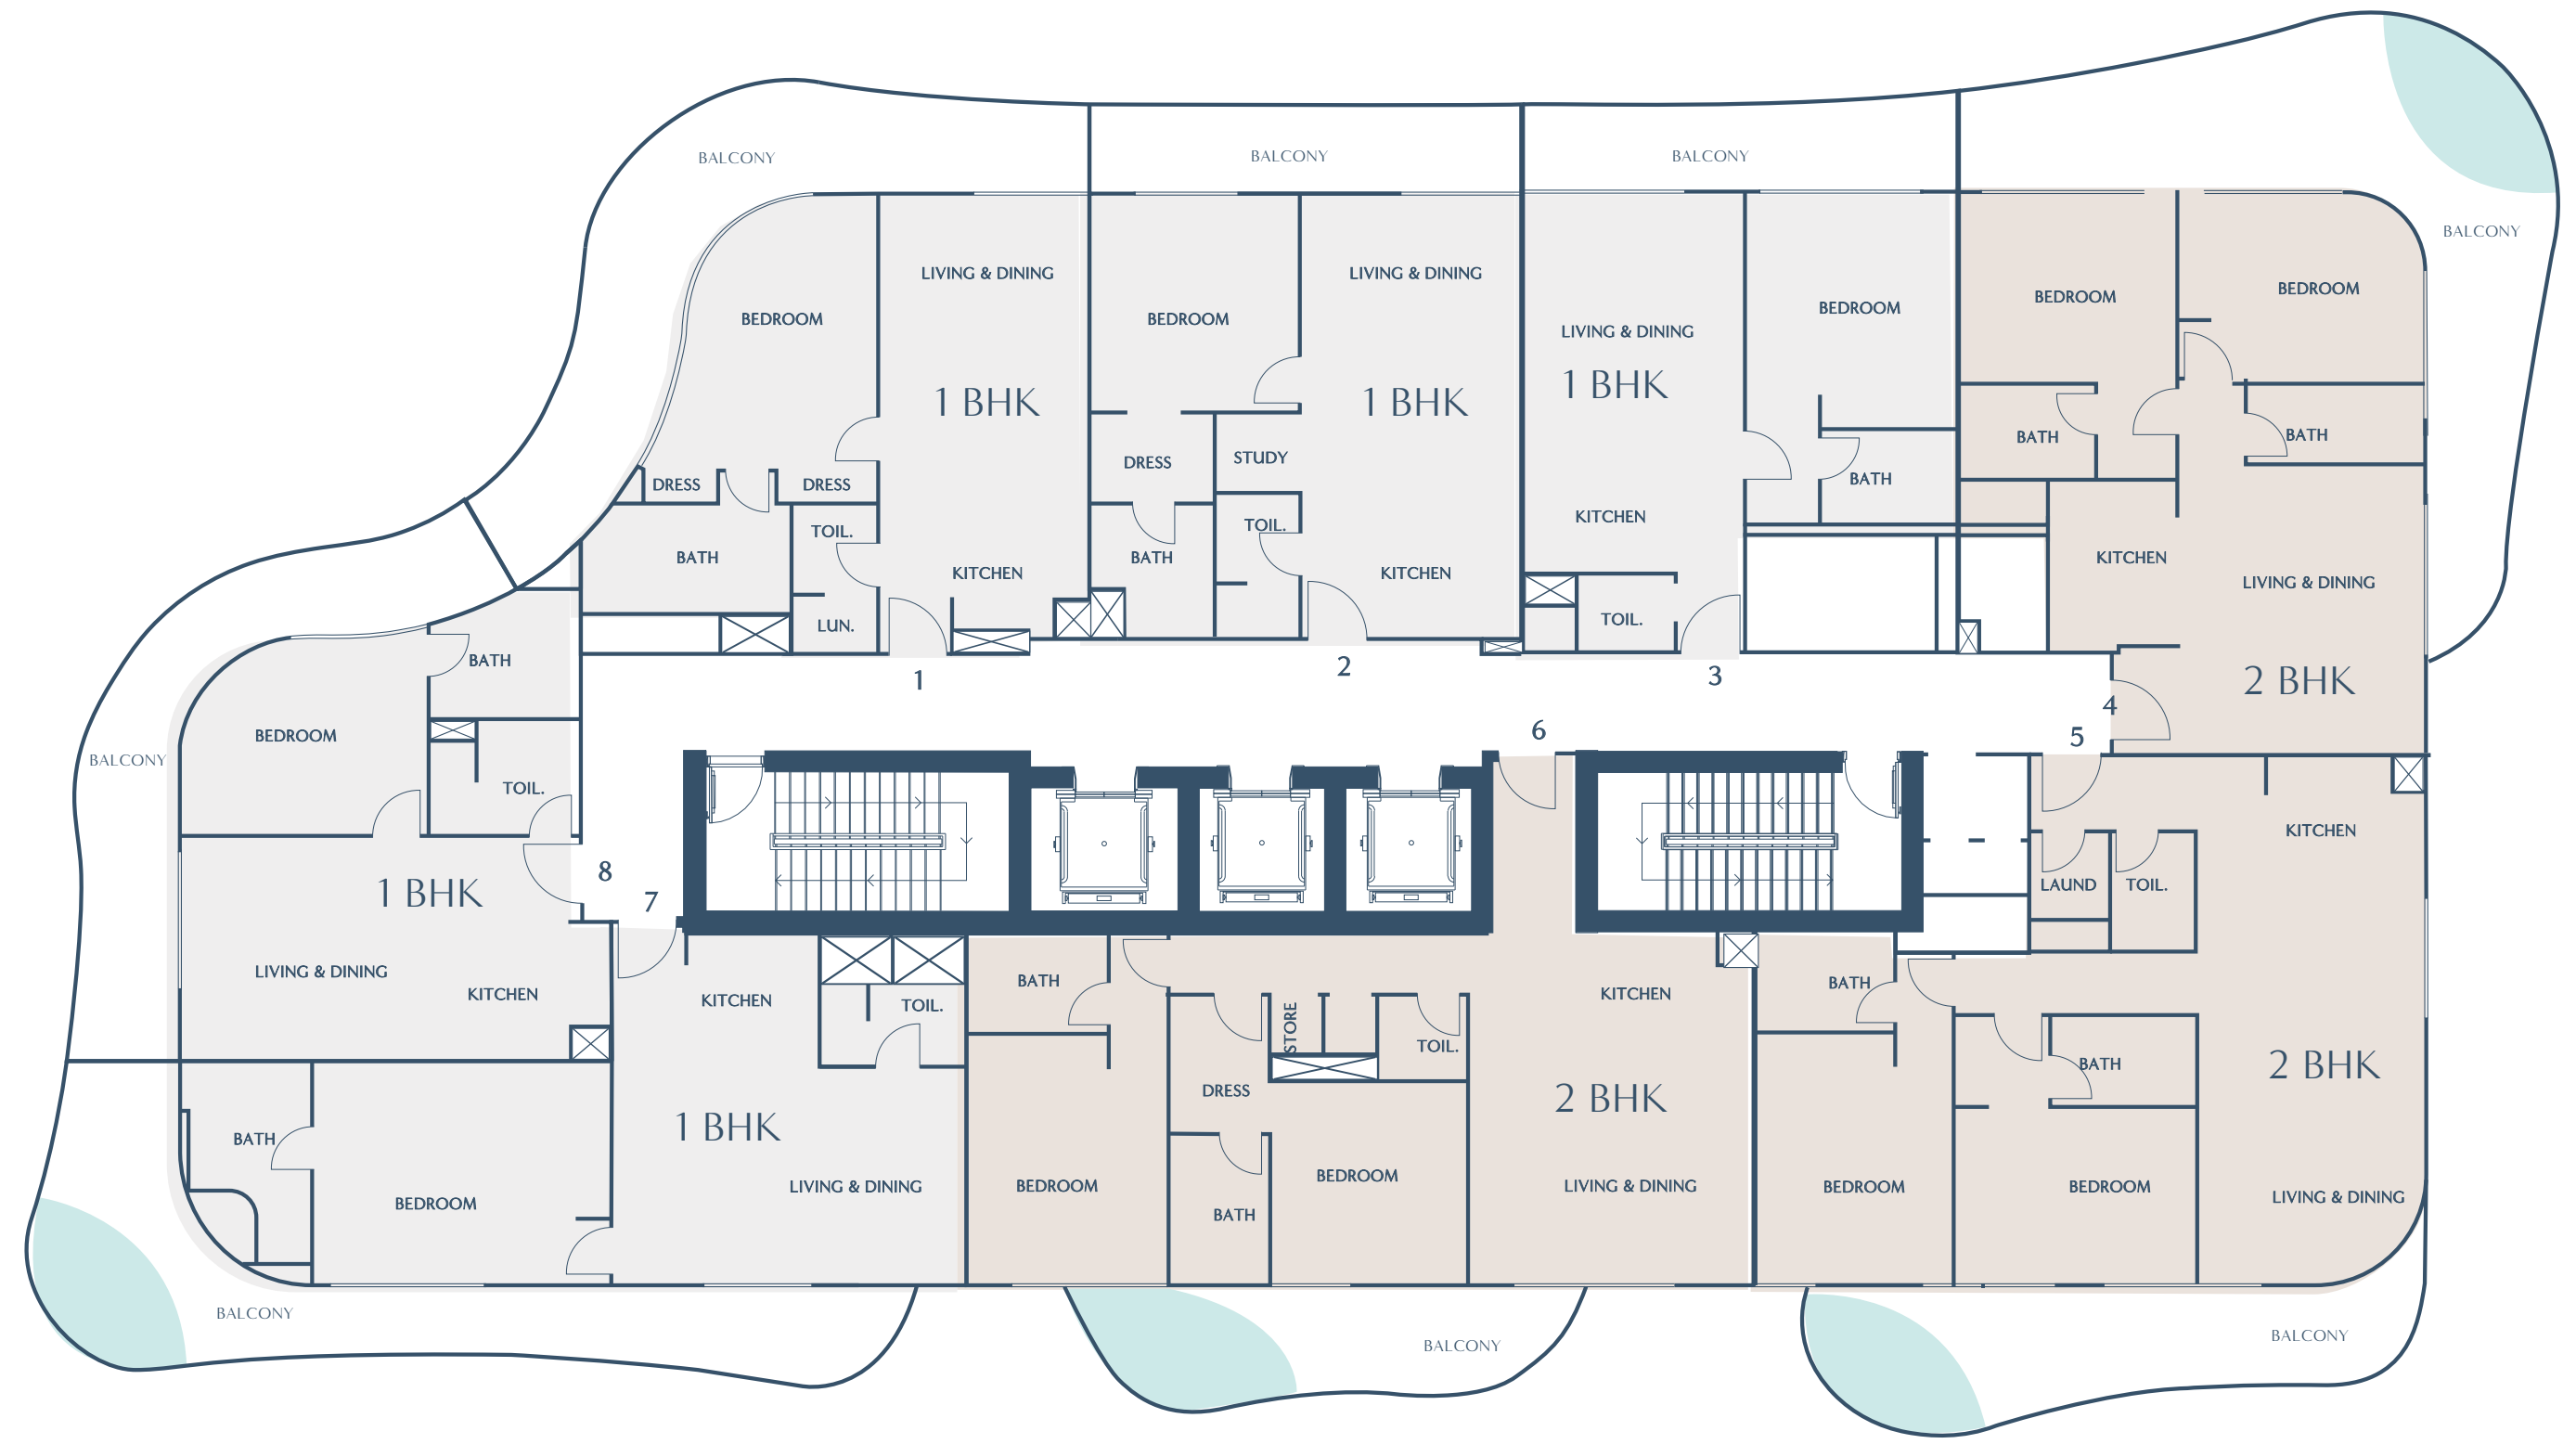 BALCONY
BALCONY
BALCONY
BALCONY
BEDROOM
LIVING & DINING
1 BHK
DRESS
DRESS
BATH
TOIL.
LUN.
KITCHEN
1
BEDROOM
LIVING & DINING
1 BHK
DRESS
STUDY
BATH
TOIL.
KITCHEN
2
LIVING & DINING
1 BHK
BEDROOM
BATH
KITCHEN
TOIL.
3
BEDROOM
BEDROOM
BATH
BATH
KITCHEN
LIVING & DINING
2 BHK
4
5
6
BALCONY
BEDROOM
BATH
TOIL.
1 BHK
LIVING & DINING
KITCHEN
8
7
KITCHEN
TOIL.
1 BHK
LIVING & DINING
BATH
BEDROOM
BALCONY
BATH
BEDROOM
STORE
TOIL.
DRESS
BATH
BEDROOM
KITCHEN
2 BHK
LIVING & DINING
BALCONY
KITCHEN
LAUND
TOIL.
BATH
BATH
2 BHK
BEDROOM
BEDROOM
LIVING & DINING
BALCONY